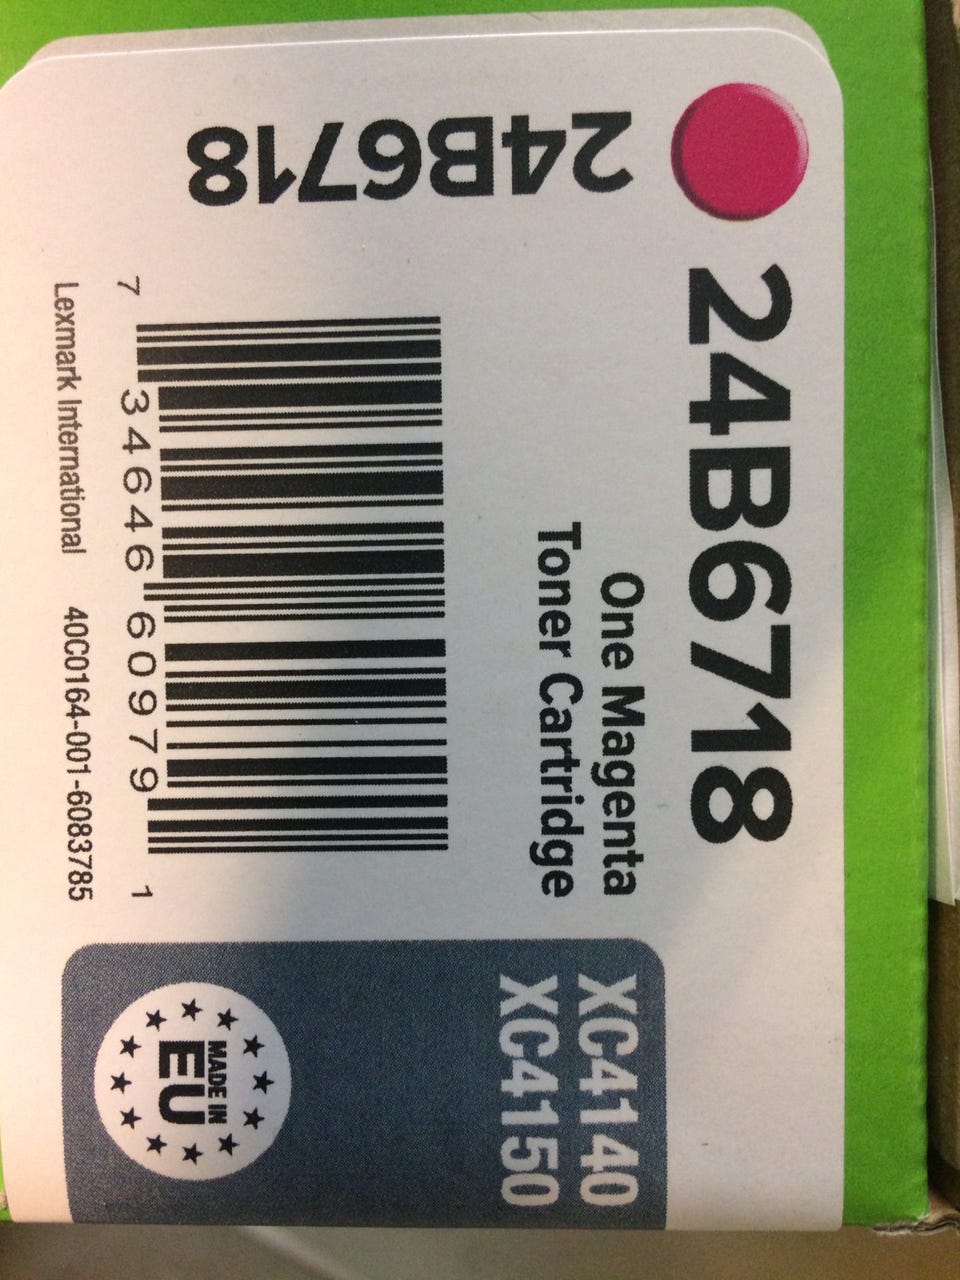 24B6718
24B6718
One Magenta
Toner Cartridge
7 34646 60979 1
Lexmark International 40C0164-001-6083785
XC4140
XC4150
MADE IN
EU